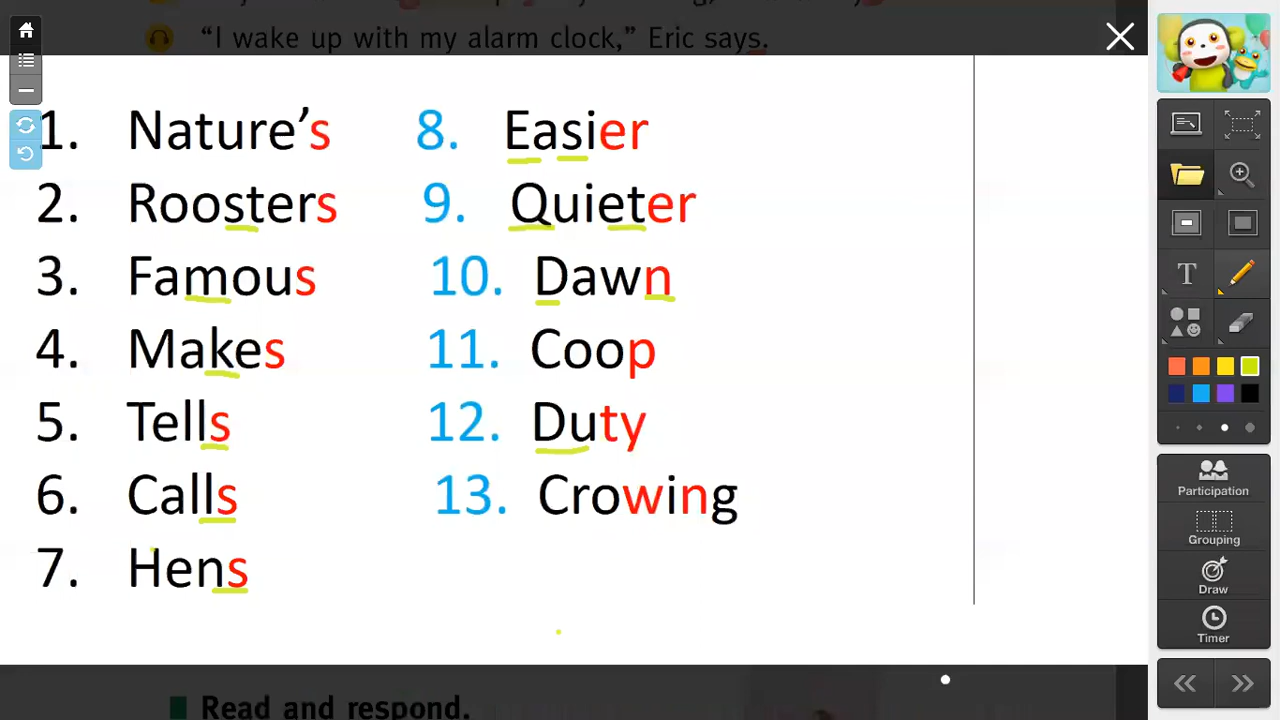 “I wake up with my alarm clock,” Eric says.
1. Nature’s
2. Roosters
3. Famous
4. Makes
5. Tells
6. Calls
7. Hens
8. Easier
9. Quieter
10. Dawn
11. Coop
12. Duty
13. Crowing
Read and respond.
T
Participation
Grouping
Draw
Timer